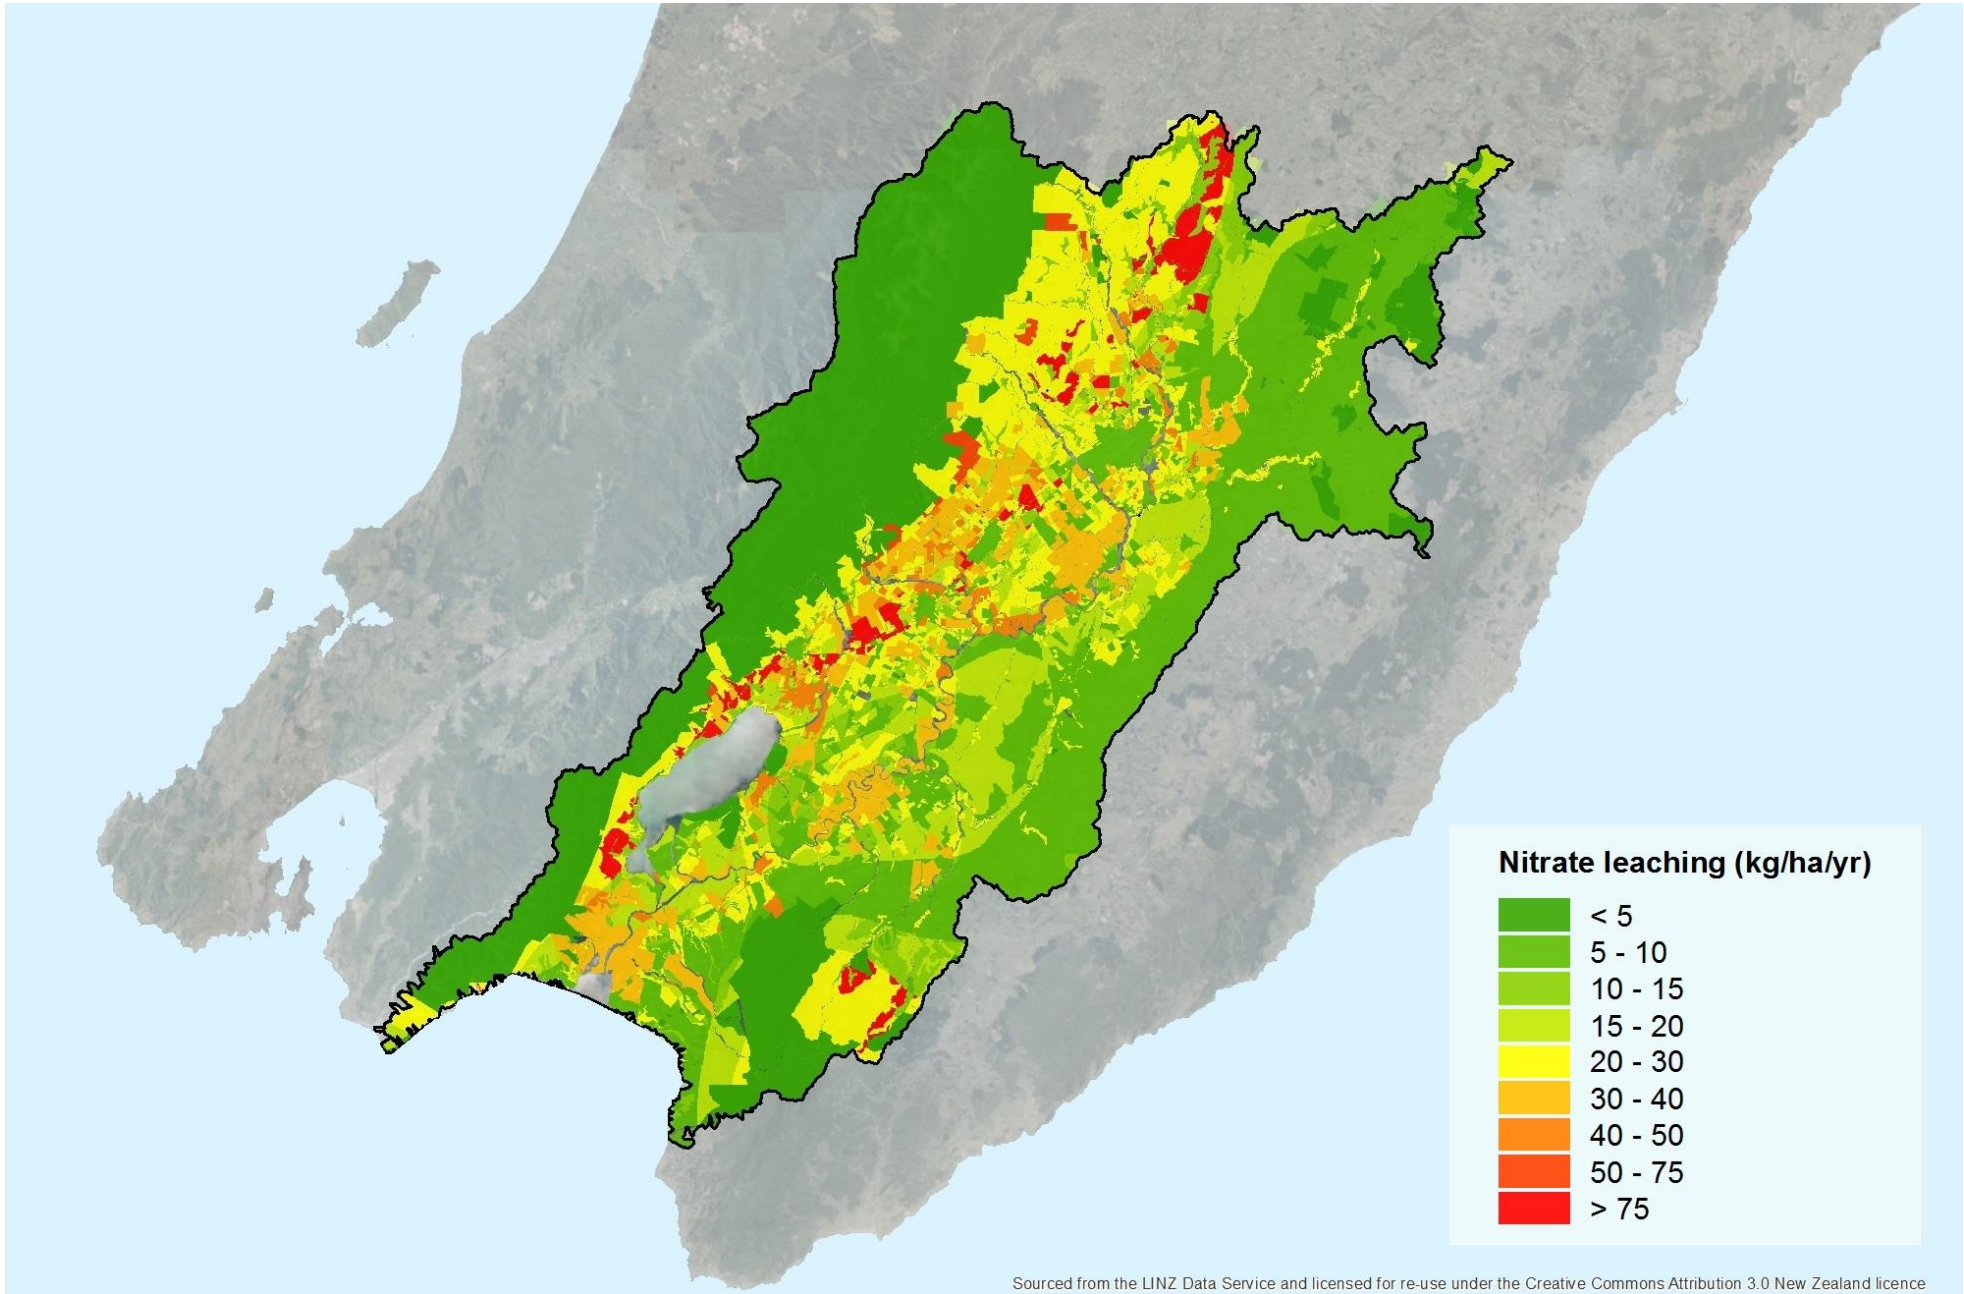 Nitrate leaching (kg/ha/yr)
< 5
5 - 10
10 - 15
15 - 20
20 - 30
30 - 40
40 - 50
50 - 75
> 75
Sourced from the LINZ Data Service and licensed for re-use under the Creative Commons Attribution 3.0 New Zealand licence